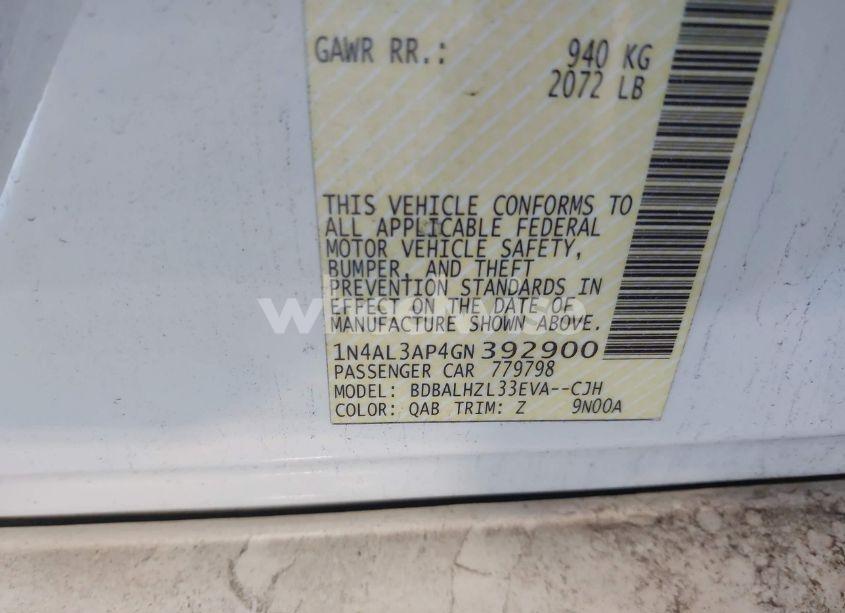 GAWR RR.: 940 KG
2072 LB
THIS VEHICLE CONFORMS TO
ALL APPLICABLE FEDERAL
MOTOR VEHICLE SAFETY,
BUMPER, AND THEFT
PREVENTION STANDARDS IN
EFFECT ON THE DATE OF
MANUFACTURE SHOWN ABOVE.
1N4AL3AP4GN392900
PASSENGER CAR 779798
MODEL: BDBALHZL33EVA--CJH
COLOR: QAB TRIM: Z 9N00A